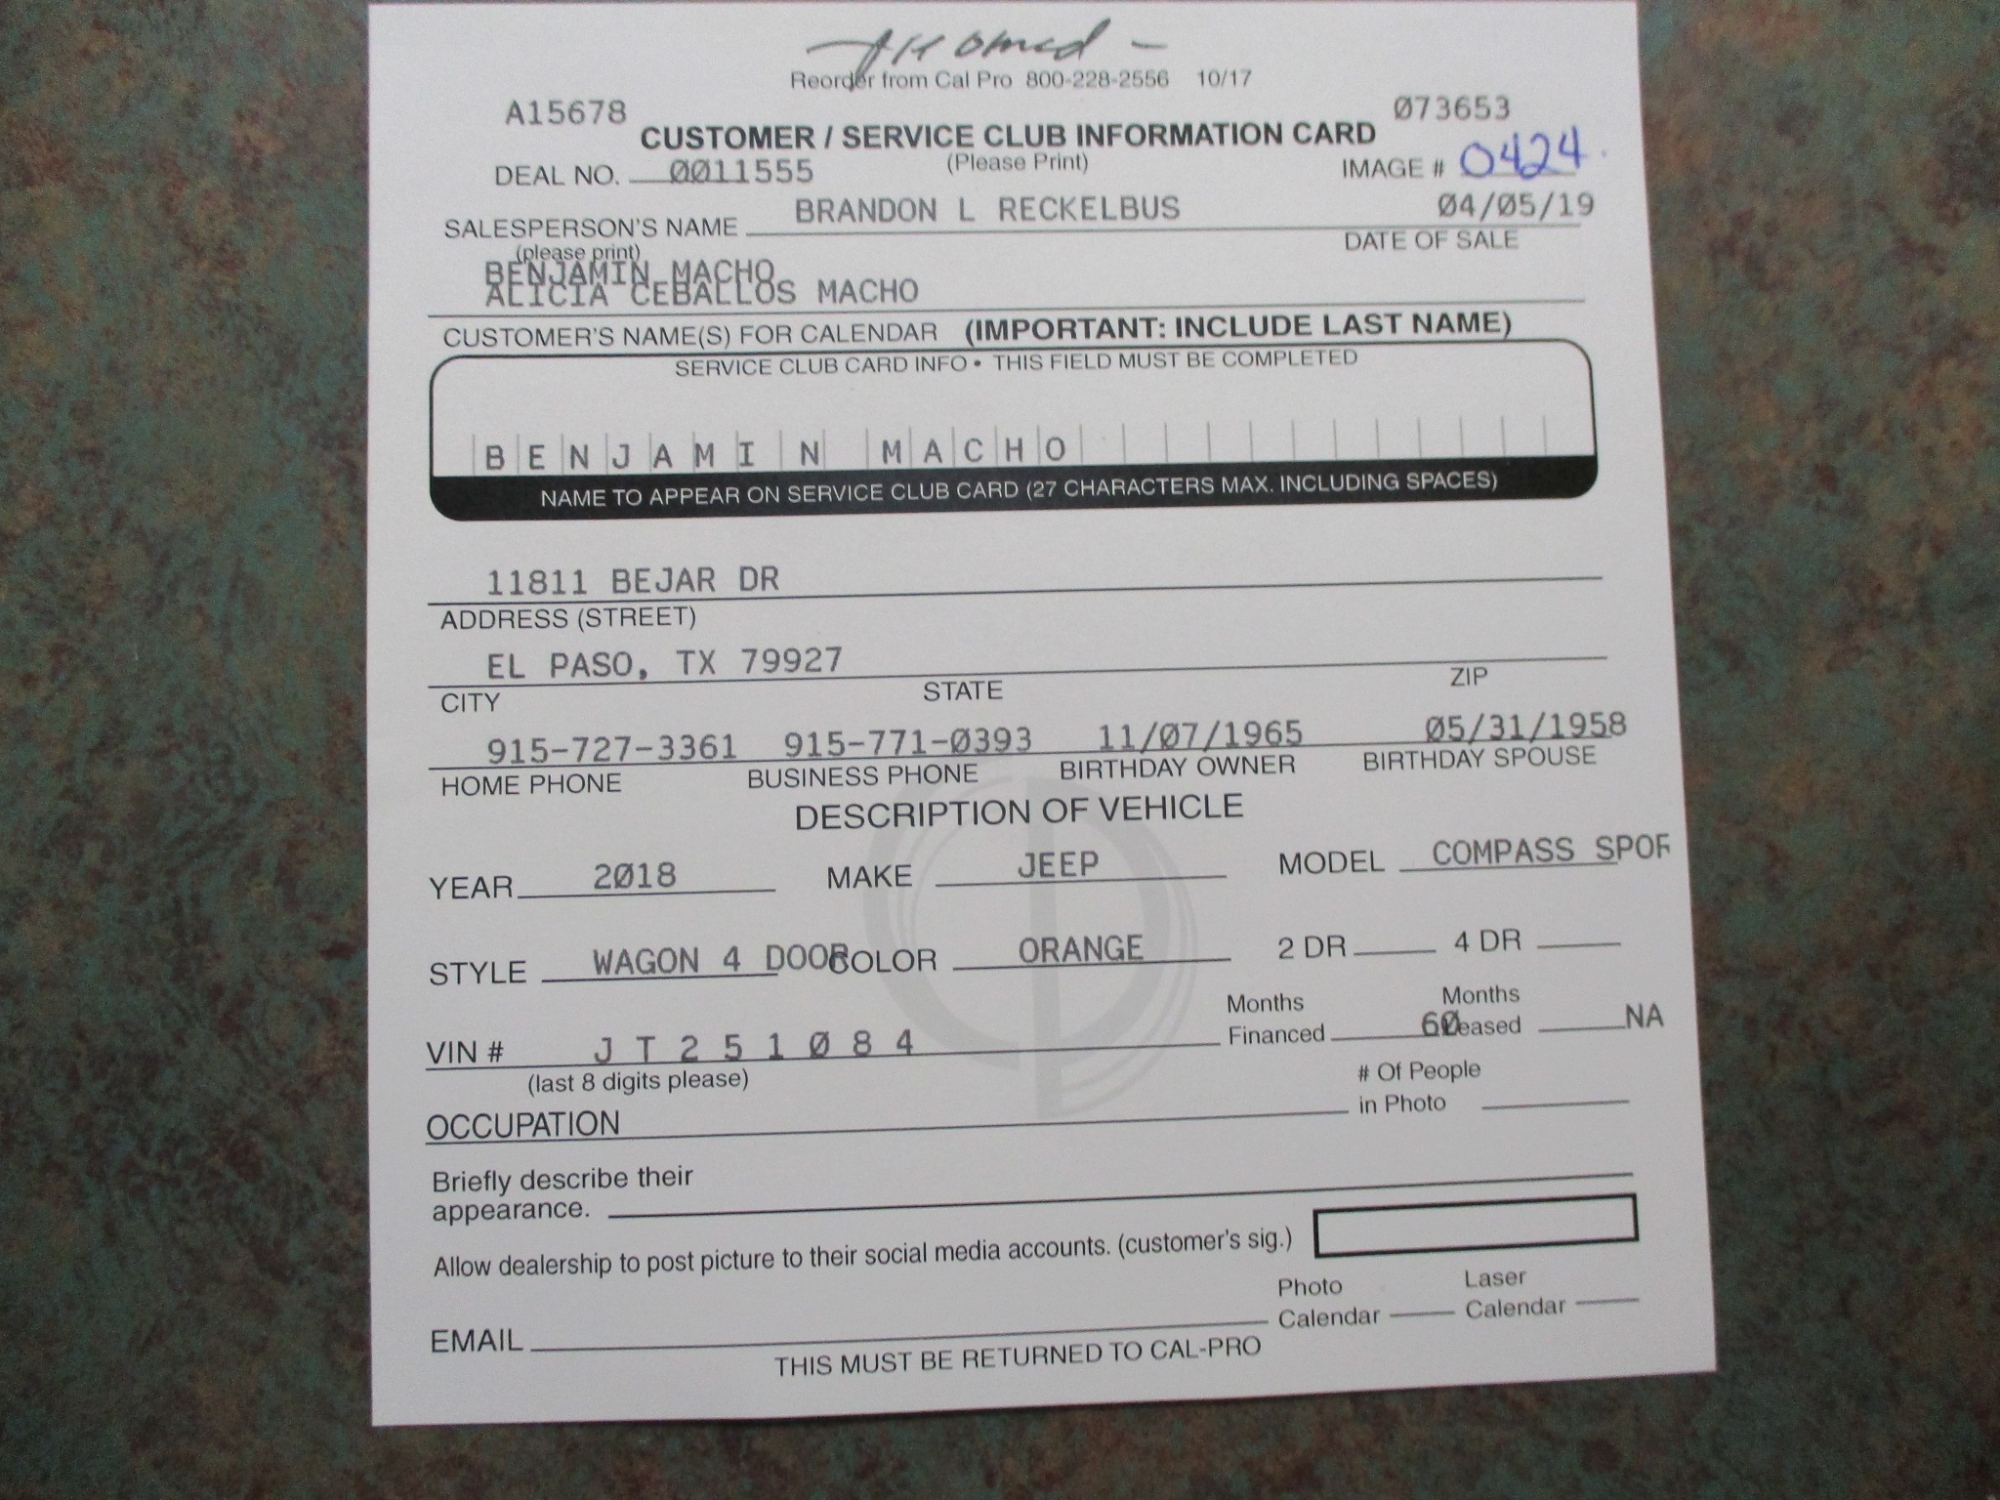 Reorder from Cal Pro 800-228-2556 10/17
A15678 073653
CUSTOMER / SERVICE CLUB INFORMATION CARD
DEAL NO. 0011555 (Please Print) IMAGE # 0424
SALESPERSON'S NAME BRANDON L RECKELBUS 04/05/19
(please print) DATE OF SALE
BENJAMIN MACHO
ALICIA CEBALLOS MACHO
CUSTOMER'S NAME(S) FOR CALENDAR (IMPORTANT: INCLUDE LAST NAME)
SERVICE CLUB CARD INFO • THIS FIELD MUST BE COMPLETED
BENJAMIN MACHO
NAME TO APPEAR ON SERVICE CLUB CARD (27 CHARACTERS MAX. INCLUDING SPACES)
11811 BEJAR DR
ADDRESS (STREET)
EL PASO, TX 79927
CITY STATE ZIP
915-727-3361 915-771-0393 11/07/1965 05/31/1958
HOME PHONE BUSINESS PHONE BIRTHDAY OWNER BIRTHDAY SPOUSE
DESCRIPTION OF VEHICLE
YEAR 2018 MAKE JEEP MODEL COMPASS SPOR
STYLE WAGON 4 DOOR COLOR ORANGE 2 DR 4 DR
Months Months
VIN # JT251084 Financed 60 Leased NA
(last 8 digits please) # Of People
OCCUPATION in Photo
Briefly describe their
appearance.
Allow dealership to post picture to their social media accounts. (customer's sig.)
Photo Laser
EMAIL Calendar Calendar
THIS MUST BE RETURNED TO CAL-PRO